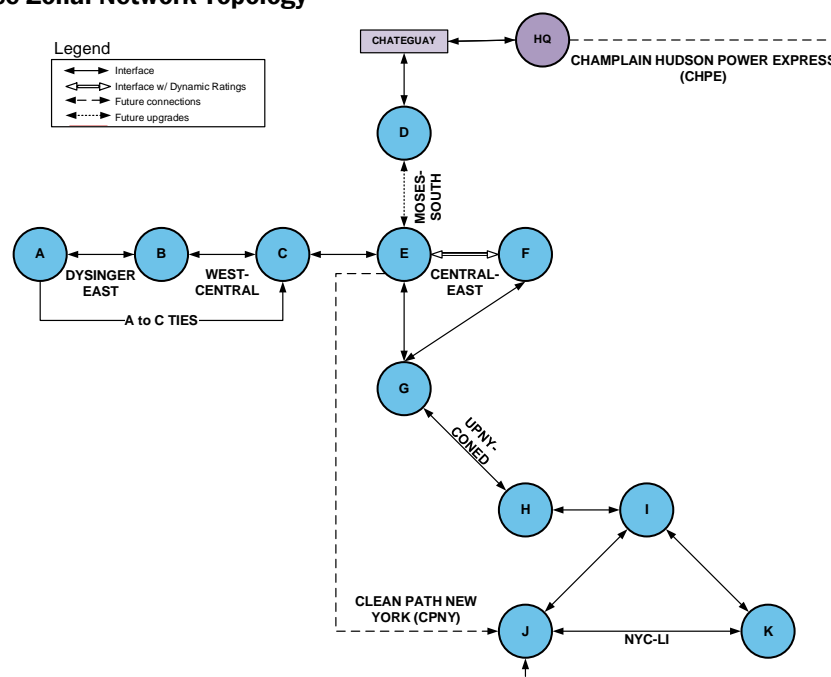 Zonal Network Topology
Legend
Interface
Interface w/ Dynamic Ratings
Future connections
Future upgrades
CHATEGUAY
HQ
CHAMPLAIN HUDSON POWER EXPRESS
(CHPE)
D
MOSES-
SOUTH
A
B
C
E
F
DYSINGER
EAST
WEST-
CENTRAL
CENTRAL-
EAST
A to C TIES
G
UPNY-
CONED
H
I
CLEAN PATH NEW
YORK (CPNY)
J
NYC-LI
K